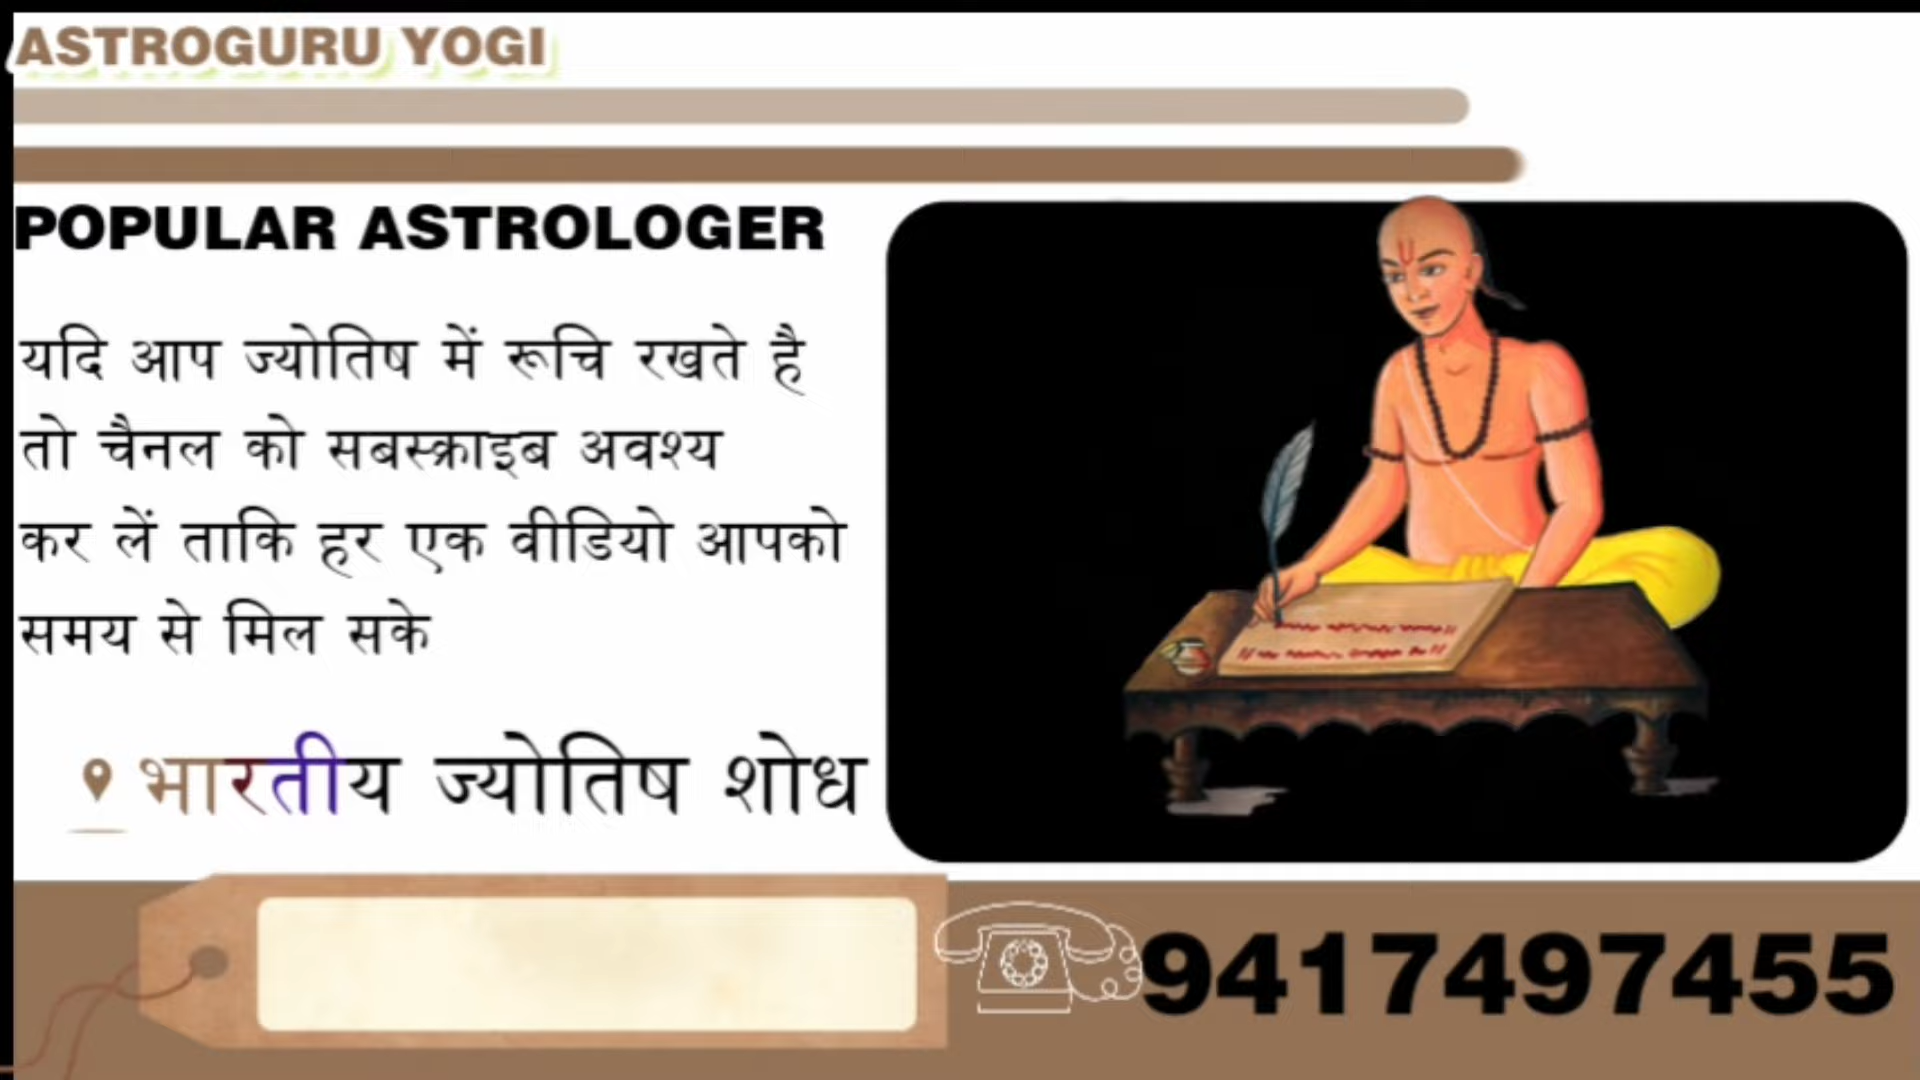 ASTROGURU YOGI
POPULAR ASTROLOGER
यदि आप ज्योतिष में रूचि रखते है
तो चैनल को सबस्क्राइब अवश्य
कर लें ताकि हर एक वीडियो आपको
समय से मिल सके
भारतीय ज्योतिष शोध
9417497455